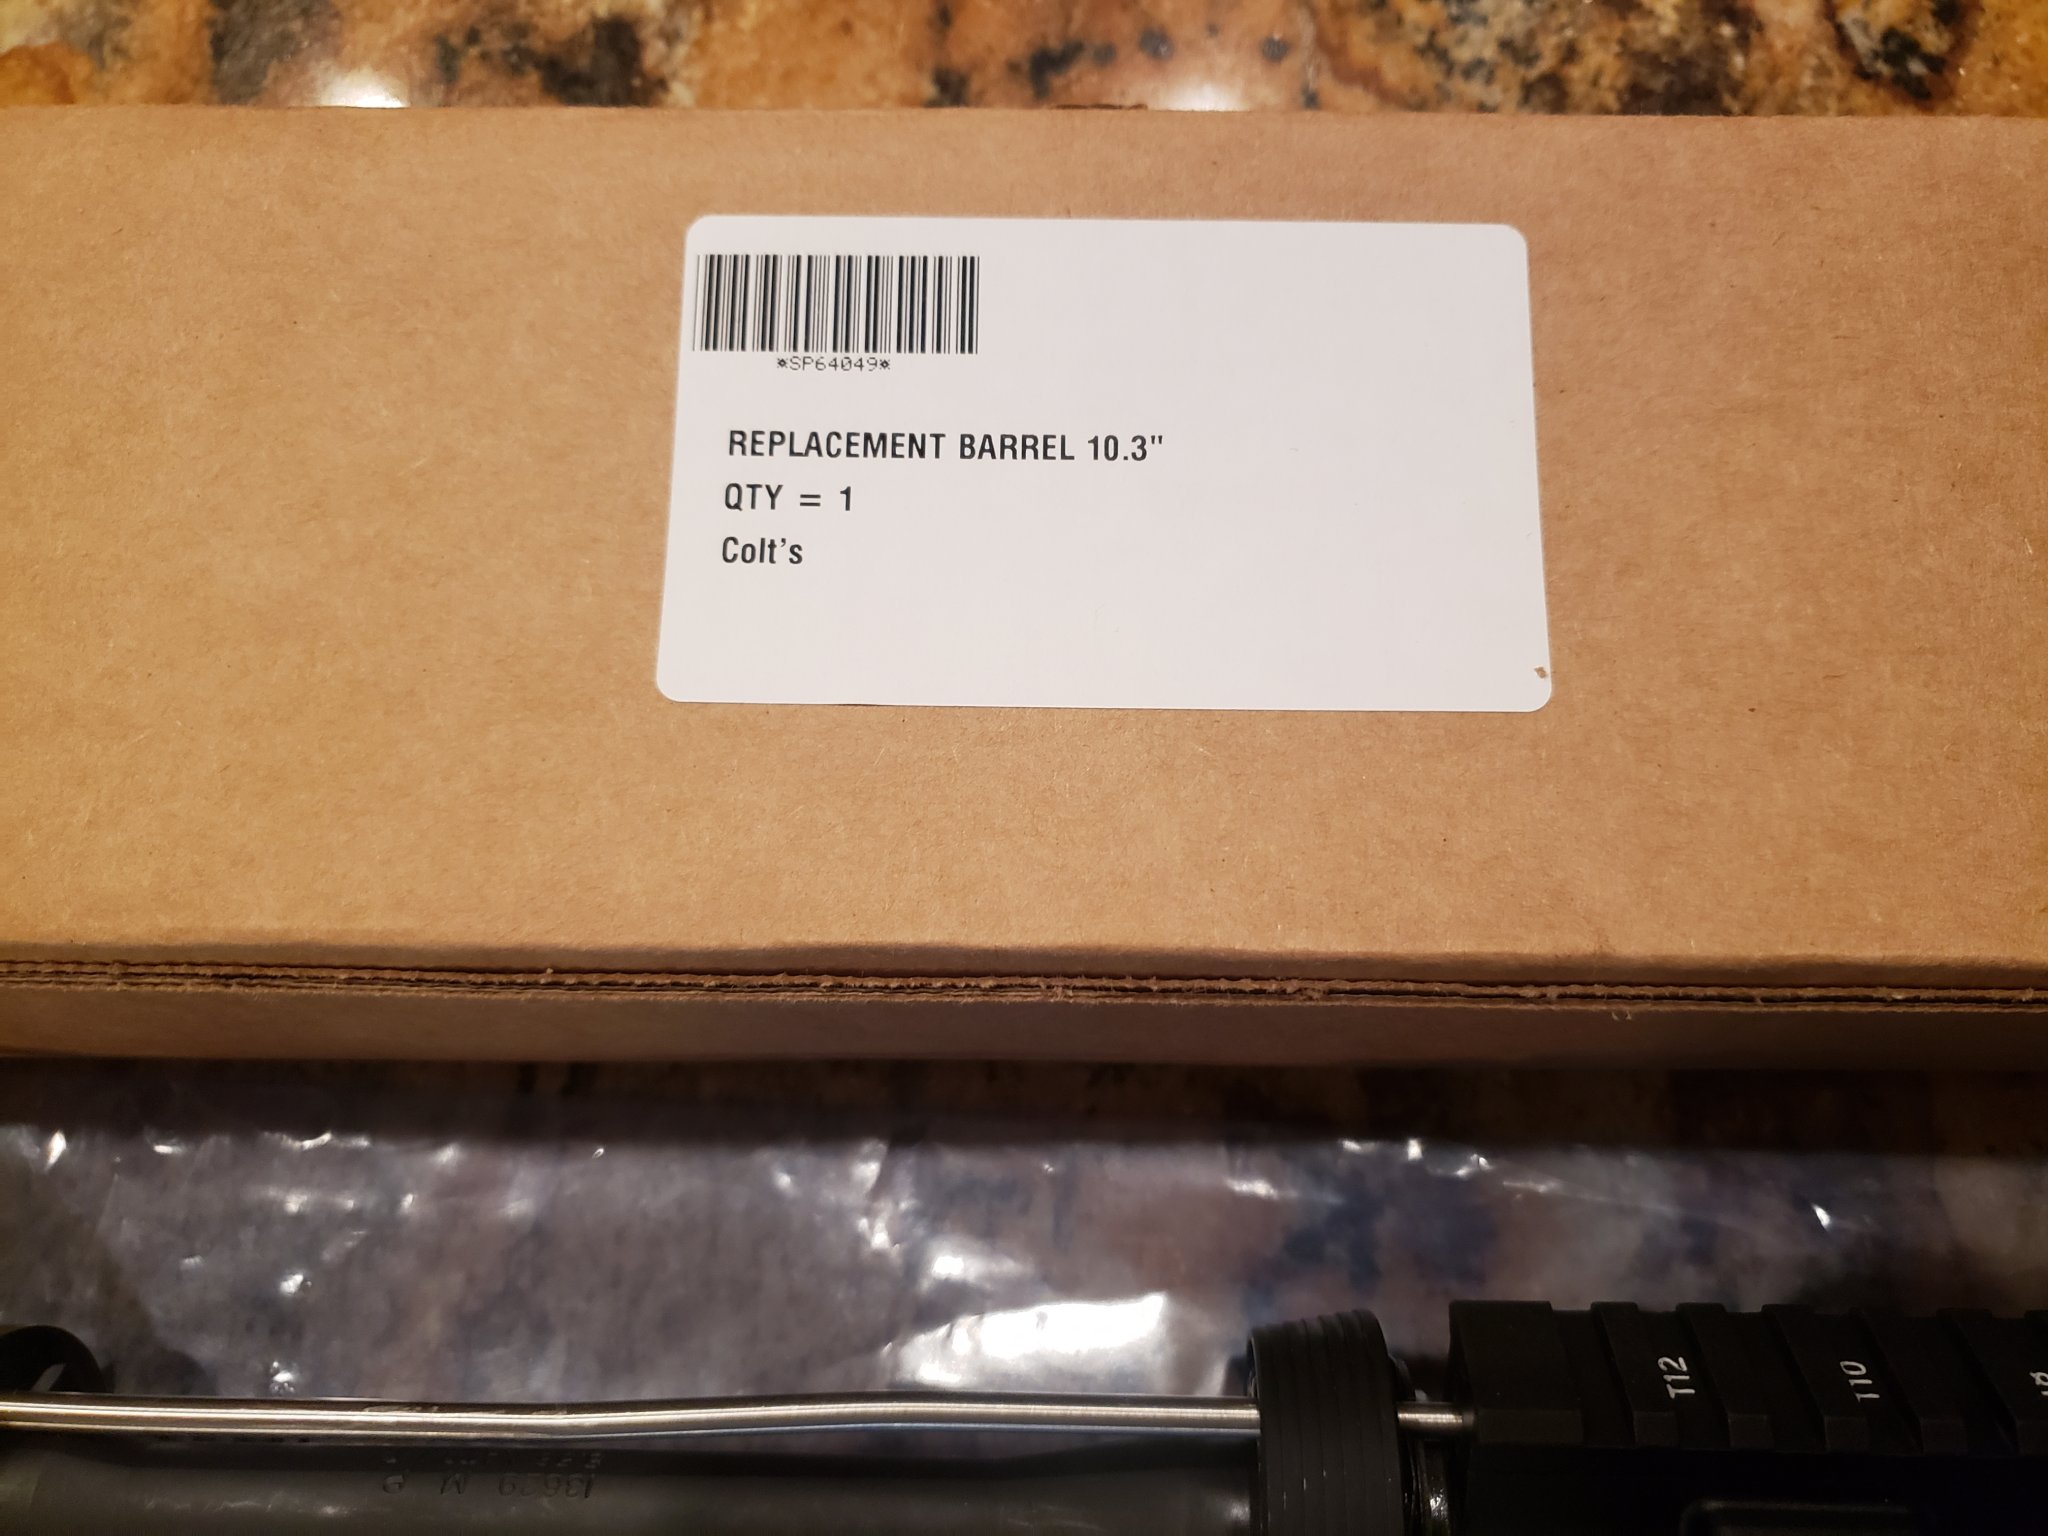 *SP64049*
REPLACEMENT BARREL 10.3"
QTY = 1
Colt's
T12
T10